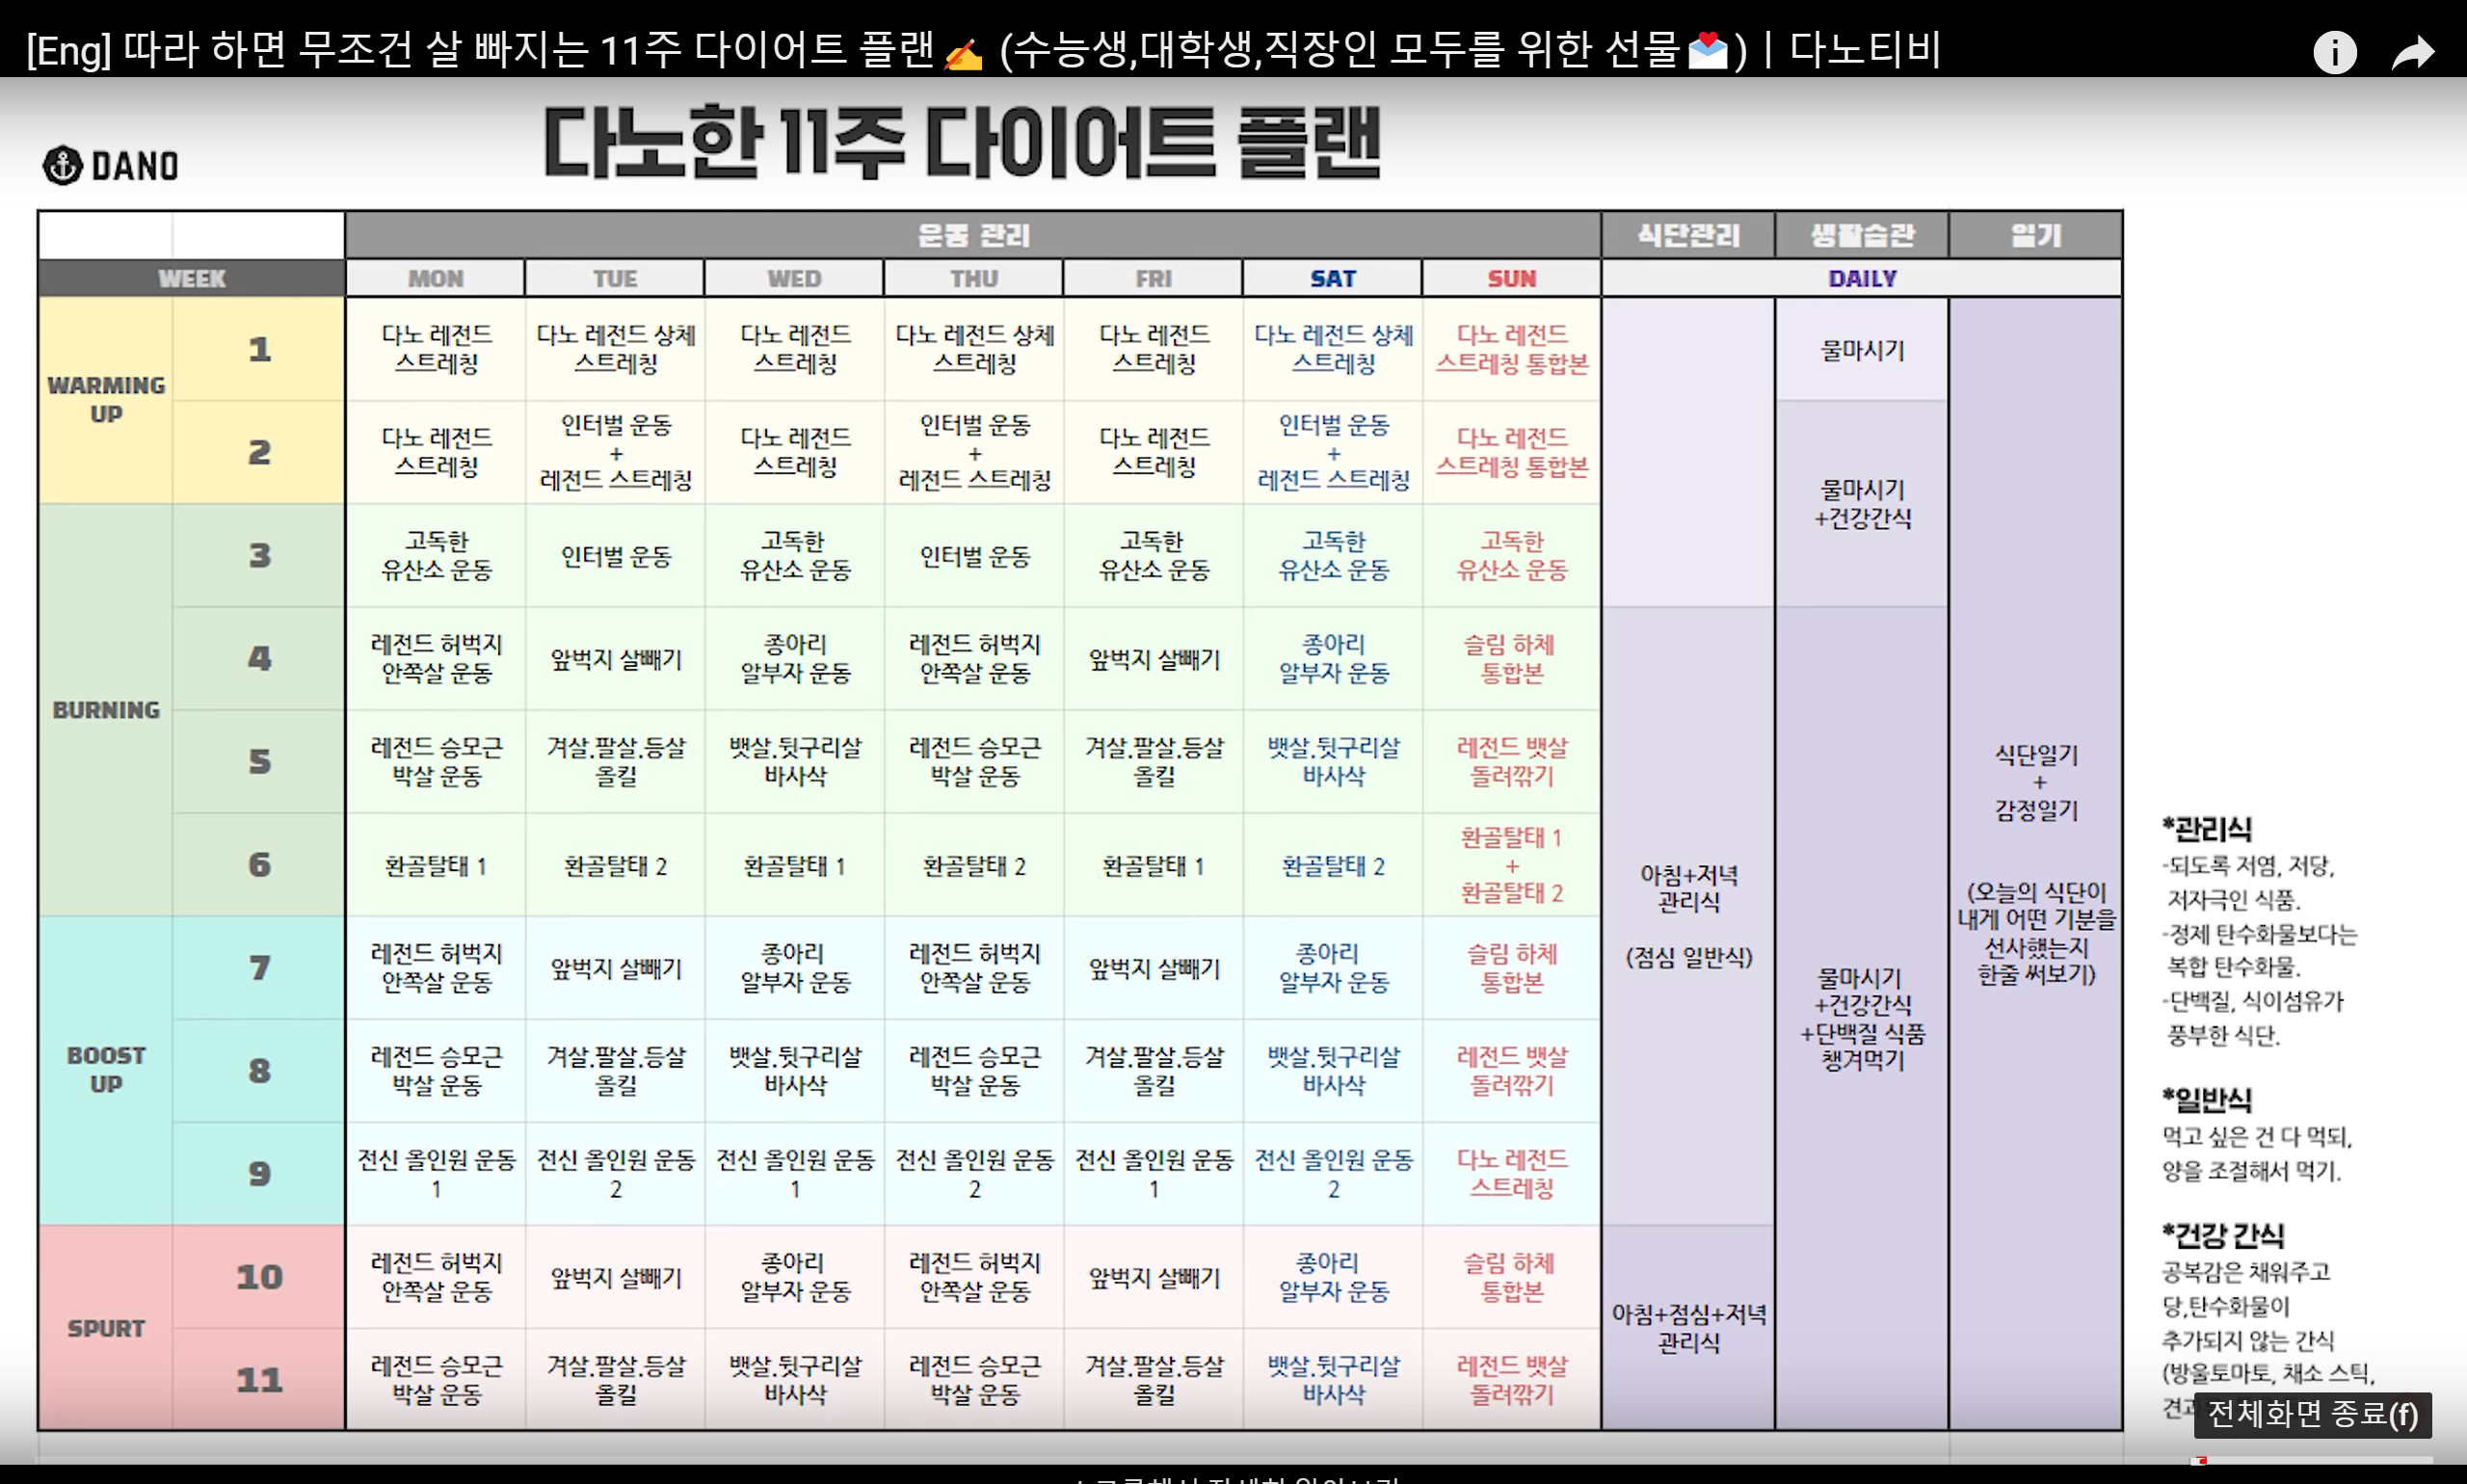 [Eng] 따라 하면 무조건 살 빠지는 11주 다이어트 플랜✍ (수능생,대학생,직장인 모두를 위한 선물💌) | 다노티비
다노한 11주 다이어트 플랜
DANO
운동 관리 식단관리 생활습관 일기
WEEK MON TUE WED THU FRI SAT SUN DAILY
WARMING
UP
1
다노 레전드
스트레칭
다노 레전드 상체
스트레칭
다노 레전드
스트레칭
다노 레전드 상체
스트레칭
다노 레전드
스트레칭
다노 레전드 상체
스트레칭
다노 레전드
스트레칭 통합본
물마시기
2
다노 레전드
스트레칭
인터벌 운동
+
레전드 스트레칭
다노 레전드
스트레칭
인터벌 운동
+
레전드 스트레칭
다노 레전드
스트레칭
인터벌 운동
+
레전드 스트레칭
다노 레전드
스트레칭 통합본
물마시기
+건강간식
BURNING
3
고독한
유산소 운동
인터벌 운동
고독한
유산소 운동
인터벌 운동
고독한
유산소 운동
고독한
유산소 운동
고독한
유산소 운동
4
레전드 허벅지
안쪽살 운동
앞벅지 살빼기
종아리
알부자 운동
레전드 허벅지
안쪽살 운동
앞벅지 살빼기
종아리
알부자 운동
슬림 하체
통합본
5
레전드 승모근
박살 운동
겨살.팔살.등살
올킬
뱃살.뒷구리살
바사삭
레전드 승모근
박살 운동
겨살.팔살.등살
올킬
뱃살.뒷구리살
바사삭
레전드 뱃살
돌려깎기
6
환골탈태 1
환골탈태 2
환골탈태 1
환골탈태 2
환골탈태 1
환골탈태 2
환골탈태 1
+
환골탈태 2
BOOST
UP
7
레전드 허벅지
안쪽살 운동
앞벅지 살빼기
종아리
알부자 운동
레전드 허벅지
안쪽살 운동
앞벅지 살빼기
종아리
알부자 운동
슬림 하체
통합본
8
레전드 승모근
박살 운동
겨살.팔살.등살
올킬
뱃살.뒷구리살
바사삭
레전드 승모근
박살 운동
겨살.팔살.등살
올킬
뱃살.뒷구리살
바사삭
레전드 뱃살
돌려깎기
9
전신 올인원 운동
1
전신 올인원 운동
2
전신 올인원 운동
1
전신 올인원 운동
2
전신 올인원 운동
1
전신 올인원 운동
2
다노 레전드
스트레칭
SPURT
10
레전드 허벅지
안쪽살 운동
앞벅지 살빼기
종아리
알부자 운동
레전드 허벅지
안쪽살 운동
앞벅지 살빼기
종아리
알부자 운동
슬림 하체
통합본
11
레전드 승모근
박살 운동
겨살.팔살.등살
올킬
뱃살.뒷구리살
바사삭
레전드 승모근
박살 운동
겨살.팔살.등살
올킬
뱃살.뒷구리살
바사삭
레전드 뱃살
돌려깎기
아침+저녁
관리식
(점심 일반식)
아침+점심+저녁
관리식
물마시기
+건강간식
+단백질 식품
챙겨먹기
식단일기
+
감정일기
(오늘의 식단이
내게 어떤 기분을
선사했는지
한줄 써보기)
*관리식
-되도록 저염, 저당,
저자극인 식품.
-정제 탄수화물보다는
복합 탄수화물.
-단백질, 식이섬유가
풍부한 식단.
*일반식
먹고 싶은 건 다 먹되,
양을 조절해서 먹기.
*건강 간식
공복감은 채워주고
당,탄수화물이
추가되지 않는 간식
(방울토마토, 채소 스틱,
전체화면 종료(f)